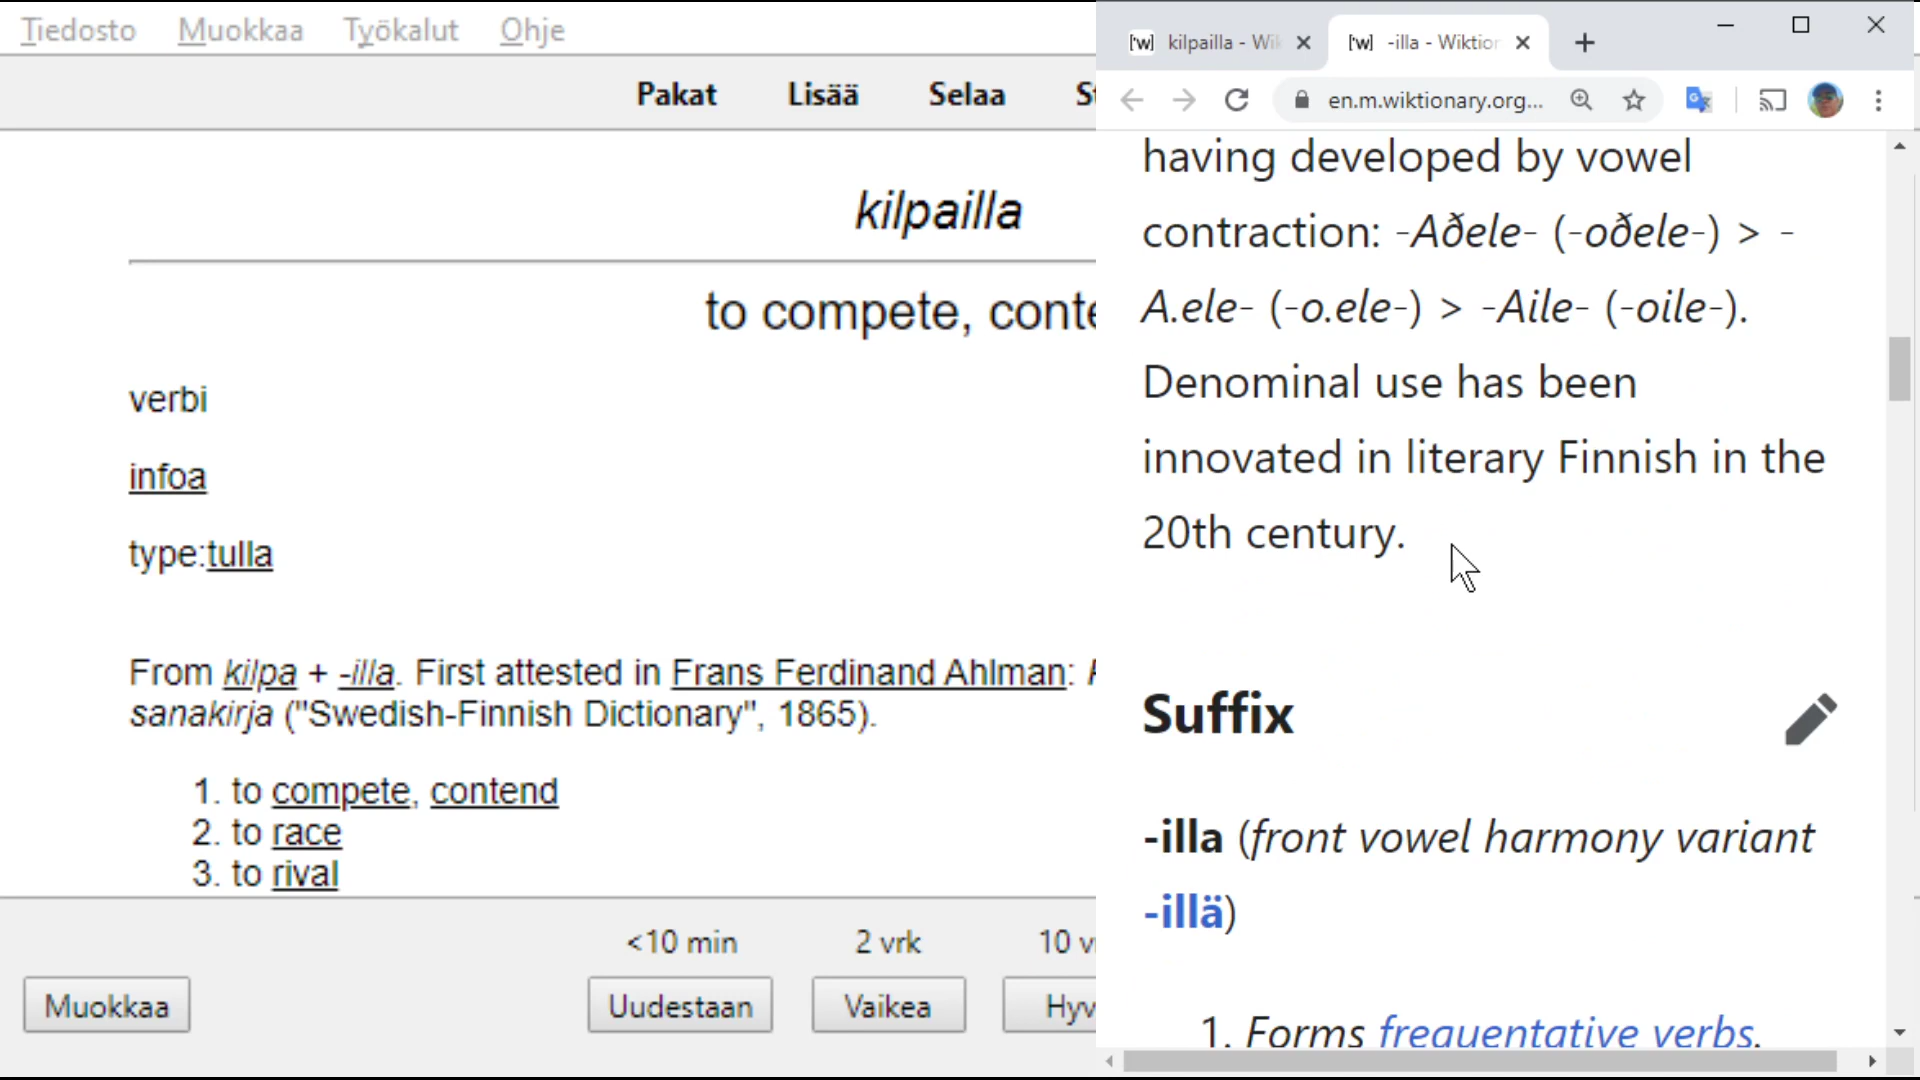 Tiedosto Muokkaa Työkalut Ohje
Pakat Lisää Selaa
kilpailla
to compete, conte
verbi
infoa
type:tulla
From kilpa + -illa. First attested in Frans Ferdinand Ahlman:
sanakirja ("Swedish-Finnish Dictionary", 1865).
1. to compete, contend
2. to race
3. to rival
<10 min 2 vrk 10 v
Muokkaa Uudestaan Vaikea Hyv
kilpailla - Wik -illa - Wiktion
en.m.wiktionary.org...
having developed by vowel
contraction: -Aðele- (-oðele-) > -
A.ele- (-o.ele-) > -Aile- (-oile-).
Denominal use has been
innovated in literary Finnish in the
20th century.
Suffix
-illa (front vowel harmony variant
-illä)
1. Forms frequentative verbs.